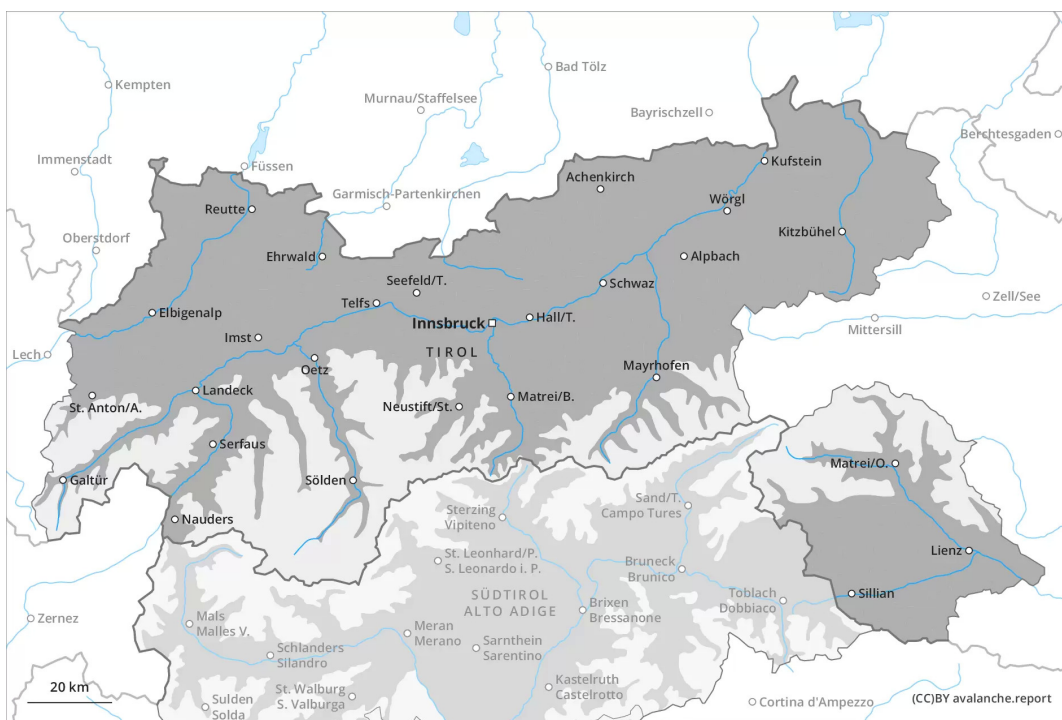 Kempten
Bad Tölz
Murnau/Staffelsee
Bayrischzell
Berchtesgaden
Immenstadt
Füssen
Kufstein
Achenkirch
Garmisch-Partenkirchen
Reutte
Wörgl
Kitzbühel
Oberstdorf
Ehrwald
Alpbach
Seefeld/T.
Schwaz
Zell/See
Telfs
Elbigenalp
Hall/T.
Innsbruck
Mittersill
Imst
Lech
TIROL
Oetz
Mayrhofen
Landeck
St. Anton/A.
Neustift/St.
Matrei/B.
Serfaus
Matrei/O.
Galtür
Sölden
Sand/T.
Campo Tures
Sterzing
Vipiteno
Nauders
Lienz
St. Leonhard/P.
S. Leonardo i. P.
Bruneck
Brunico
SÜDTIROL
ALTO ADIGE
Sillian
Toblach
Dobbiaco
Brixen
Bressanone
Zernez
Mals
Malles V.
Meran
Merano
Sarnthein
Sarentino
Schlanders
Silandro
20 km
Kastelruth
Castelrotto
St. Walburg
S. Valburga
Sulden
Solda
Cortina d'Ampezzo
(CC)BY avalanche.report